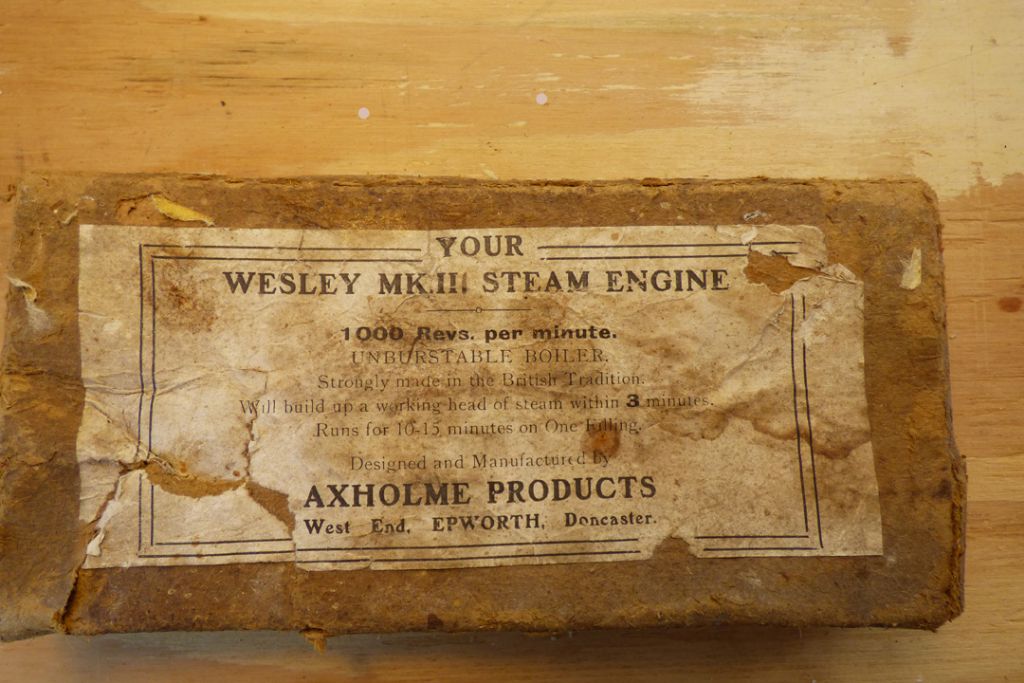 YOUR
WESLEY MK.III STEAM ENGINE
1000 Revs. per minute.
UNBURSTABLE BOILER.
Strongly made in the British Tradition.
Will build up a working head of steam within 3 minutes.
Runs for 10-15 minutes on One Filling.
Designed and Manufactured by
AXHOLME PRODUCTS
West End, EPWORTH, Doncaster.